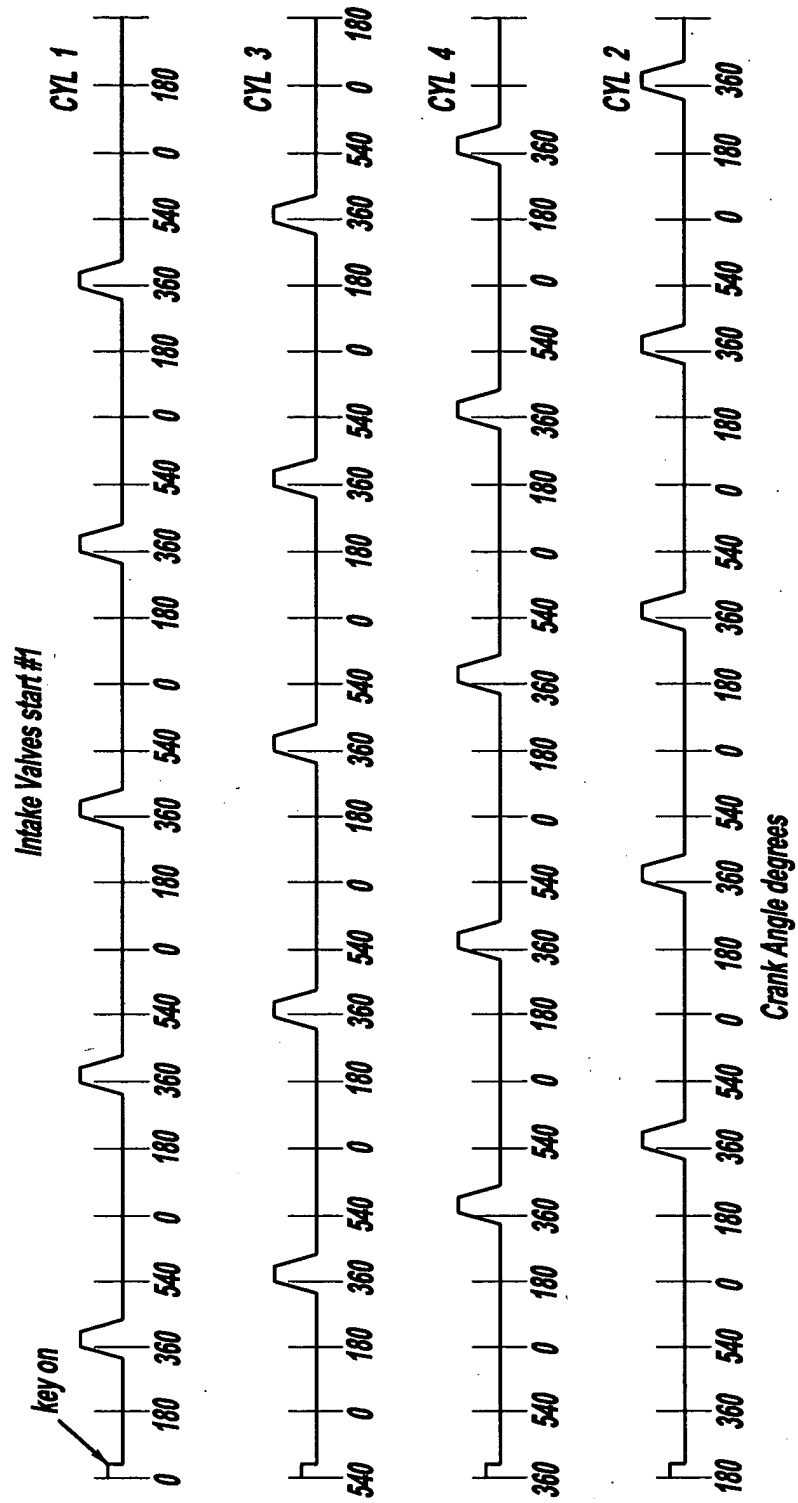 Intake Valves start #1
key on
CYL 1
0 180 360 540 0 180 360 540 0 180 360 540 0 180 360 540 0 180 360 540 0 180
CYL 3
540 0 180 360 540 0 180 360 540 0 180 360 540 0 180 360 540 0 180 360 540 0 180
CYL 4
360 540 0 180 360 540 0 180 360 540 0 180 360 540 0 180 360 540 0 180 360
CYL 2
180 360 540 0 180 360 540 0 180 360 540 0 180 360 540 0 180 360 540 0 180 360
Crank Angle degrees